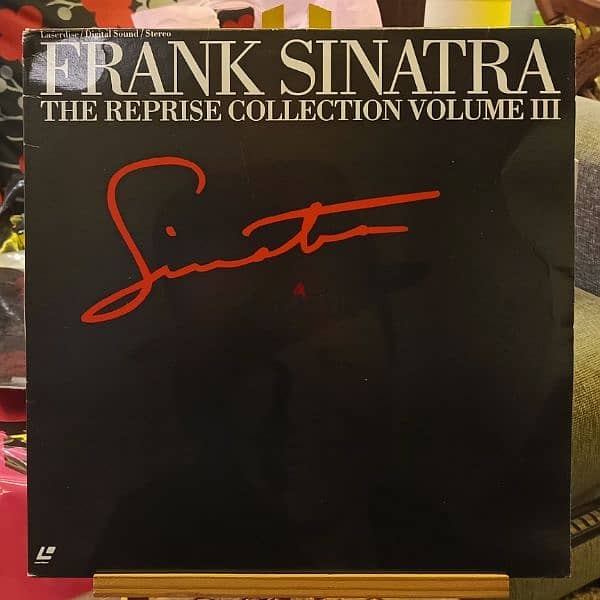 Laserdisc/Digital Sound/Stereo
FRANK SINATRA
THE REPRISE COLLECTION VOLUME III
Sinatra